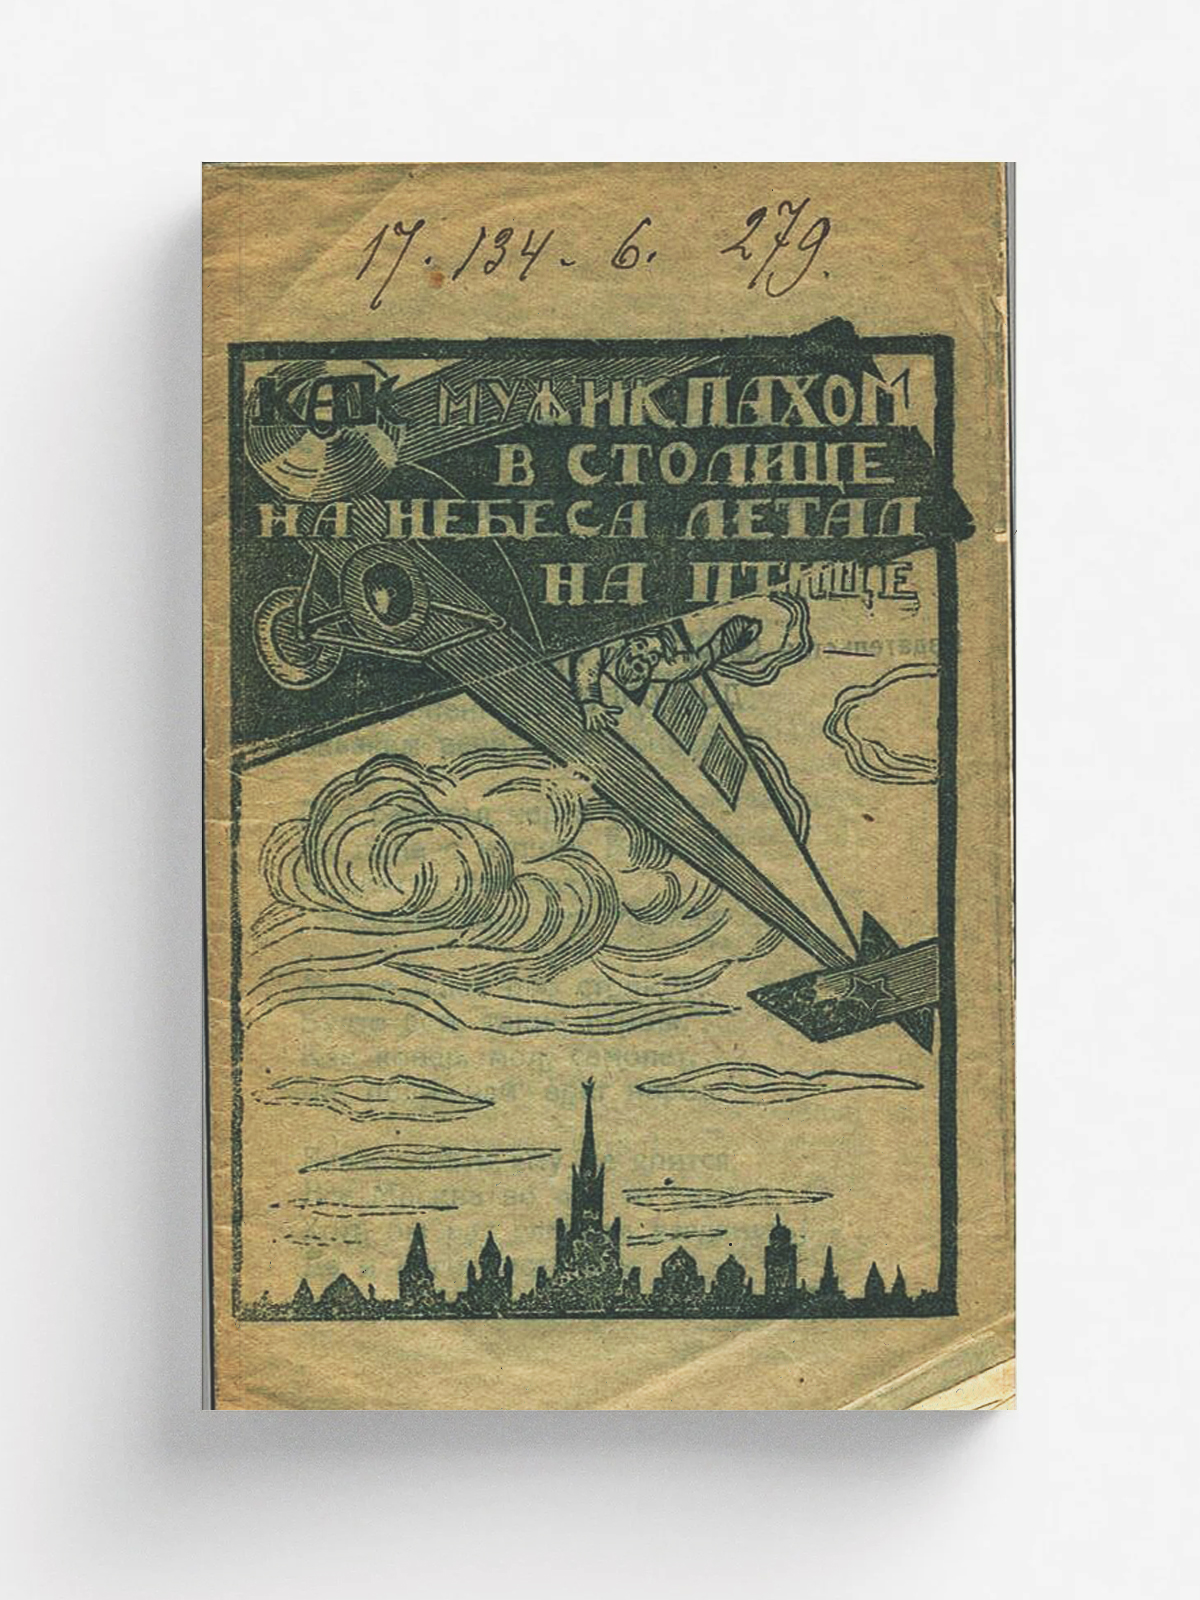 17. 134. 6. 279.
КАК МУЖИК ПАХОМ
В СТОЛИЦЕ
НА НЕБЕСА ЛЕТАЛ
НА ПТИЦЕ